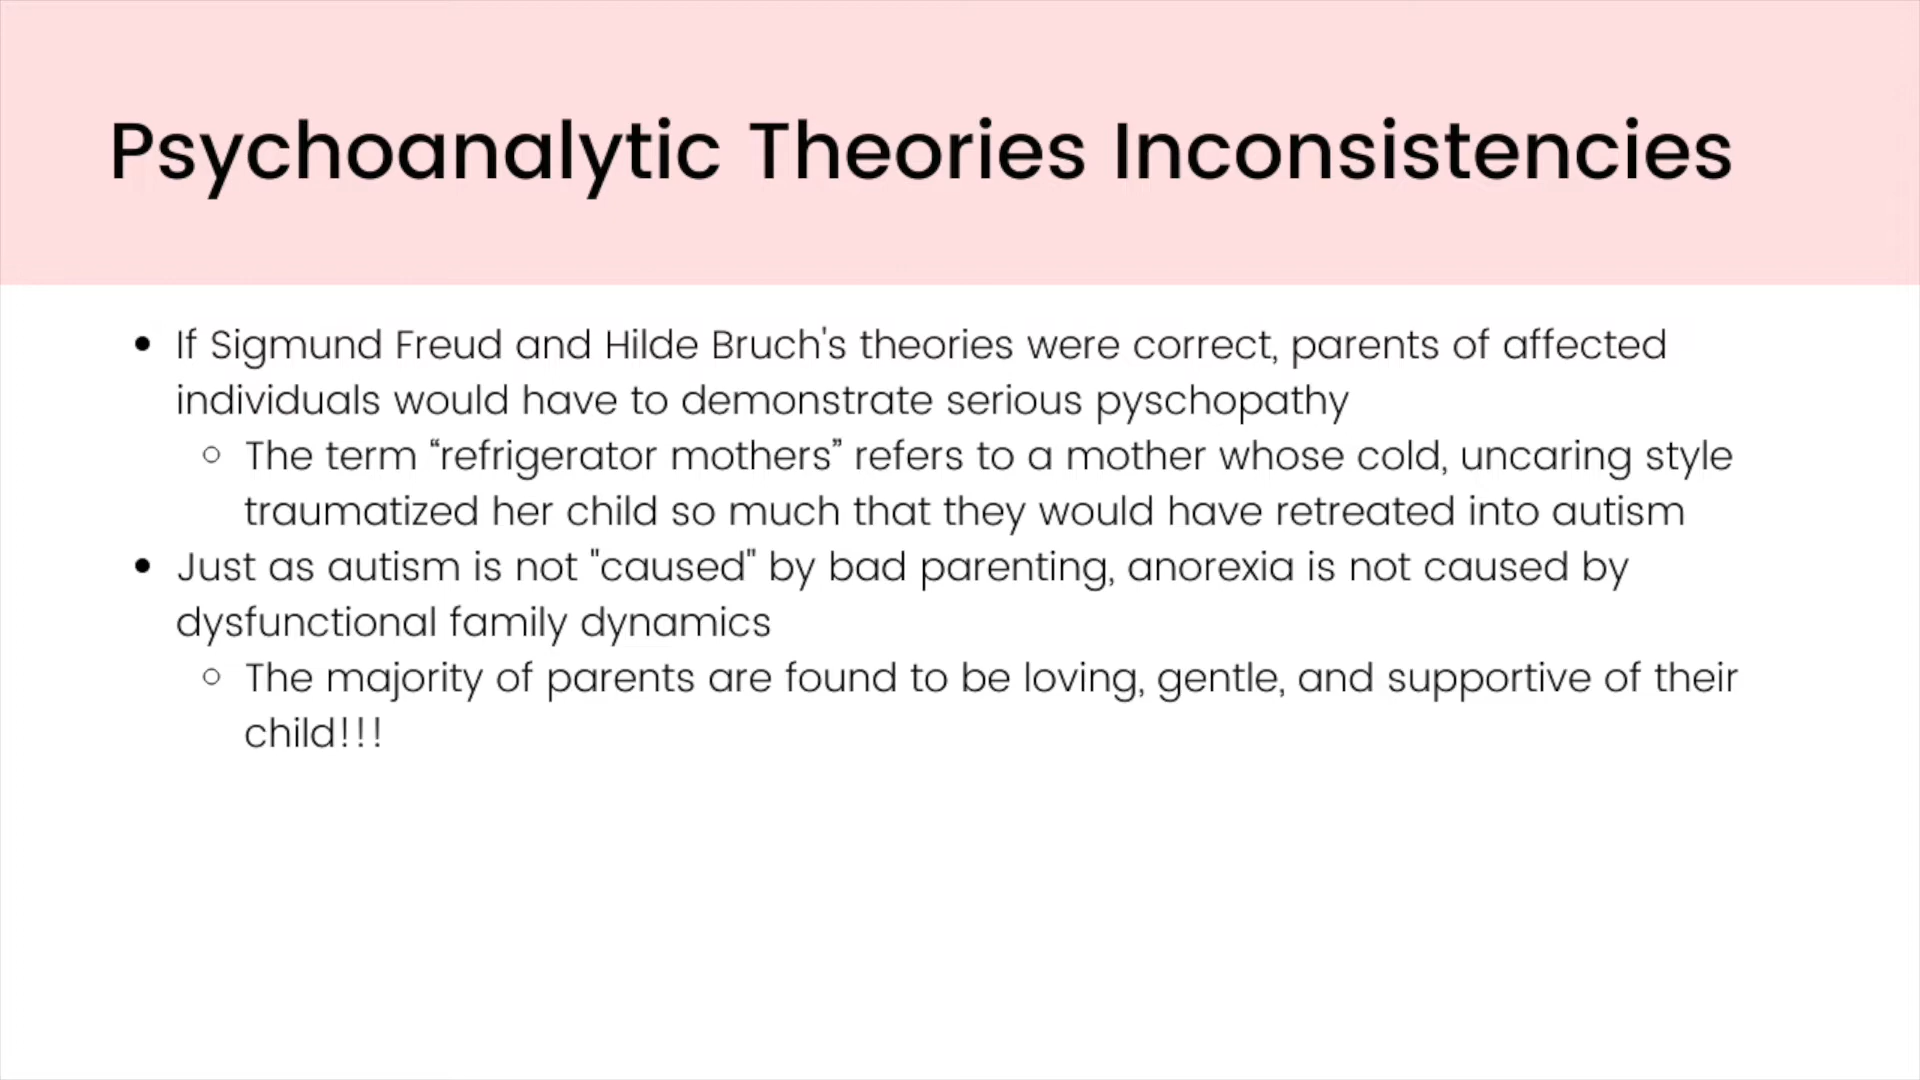 Psychoanalytic Theories Inconsistencies
• If Sigmund Freud and Hilde Bruch's theories were correct, parents of affected
individuals would have to demonstrate serious pyschopathy
○ The term “refrigerator mothers” refers to a mother whose cold, uncaring style
traumatized her child so much that they would have retreated into autism
• Just as autism is not "caused" by bad parenting, anorexia is not caused by
dysfunctional family dynamics
○ The majority of parents are found to be loving, gentle, and supportive of their
child!!!